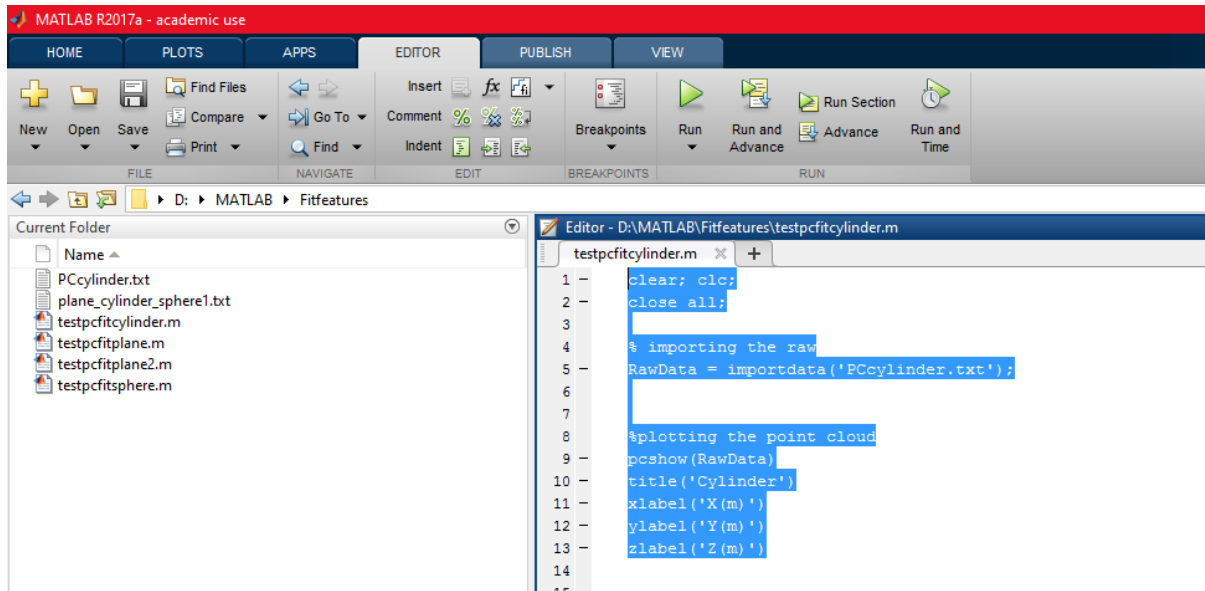 MATLAB R2017a - academic use
HOME PLOTS APPS EDITOR PUBLISH VIEW
New Open Save Find Files Compare Print
FILE
Go To Find
NAVIGATE
Insert fx fi
Comment % %
Indent
EDIT
Breakpoints
BREAKPOINTS
Run Run and Advance Run Section Advance Run and Time
RUN
D: MATLAB Fitfeatures
Current Folder
Name
PCcylinder.txt
plane_cylinder_sphere1.txt
testpcfitcylinder.m
testpcfitplane.m
testpcfitplane2.m
testpcfitsphere.m
Editor - D:\MATLAB\Fitfeatures\testpcfitcylinder.m
testpcfitcylinder.m +
1 - clear; clc;
2 - close all;
3
4 % importing the raw
5 - RawData = importdata('PCcylinder.txt');
6
7
8 %plotting the point cloud
9 - pcshow(RawData)
10 - title('Cylinder')
11 - xlabel('X(m)')
12 - ylabel('Y(m)')
13 - zlabel('Z(m)')
14